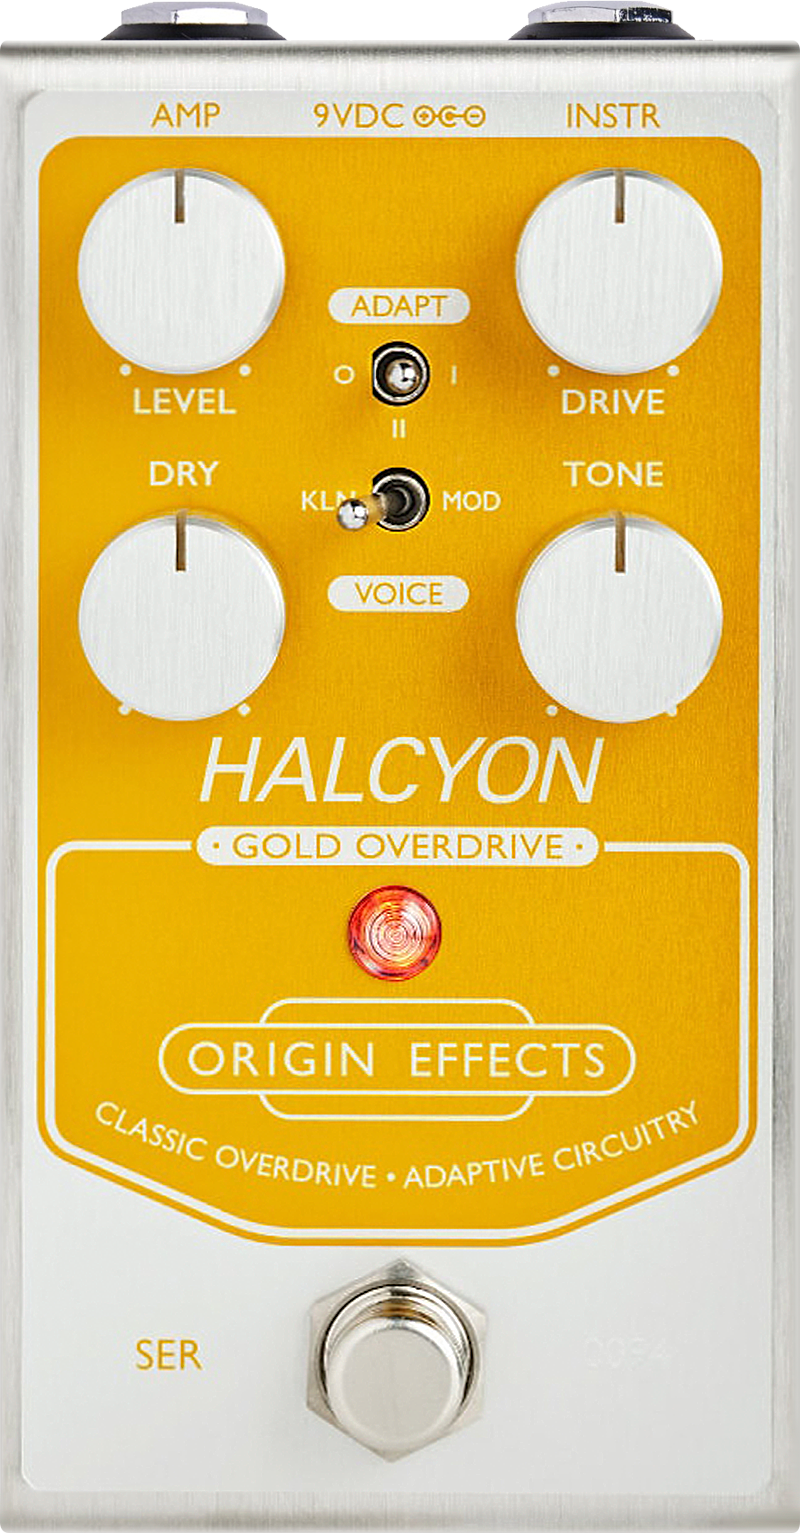 AMP 9VDC INSTR
ADAPT
O I
LEVEL DRIVE
II
DRY TONE
KLN MOD
VOICE
HALCYON
· GOLD OVERDRIVE ·
ORIGIN EFFECTS
CLASSIC OVERDRIVE • ADAPTIVE CIRCUITRY
SER